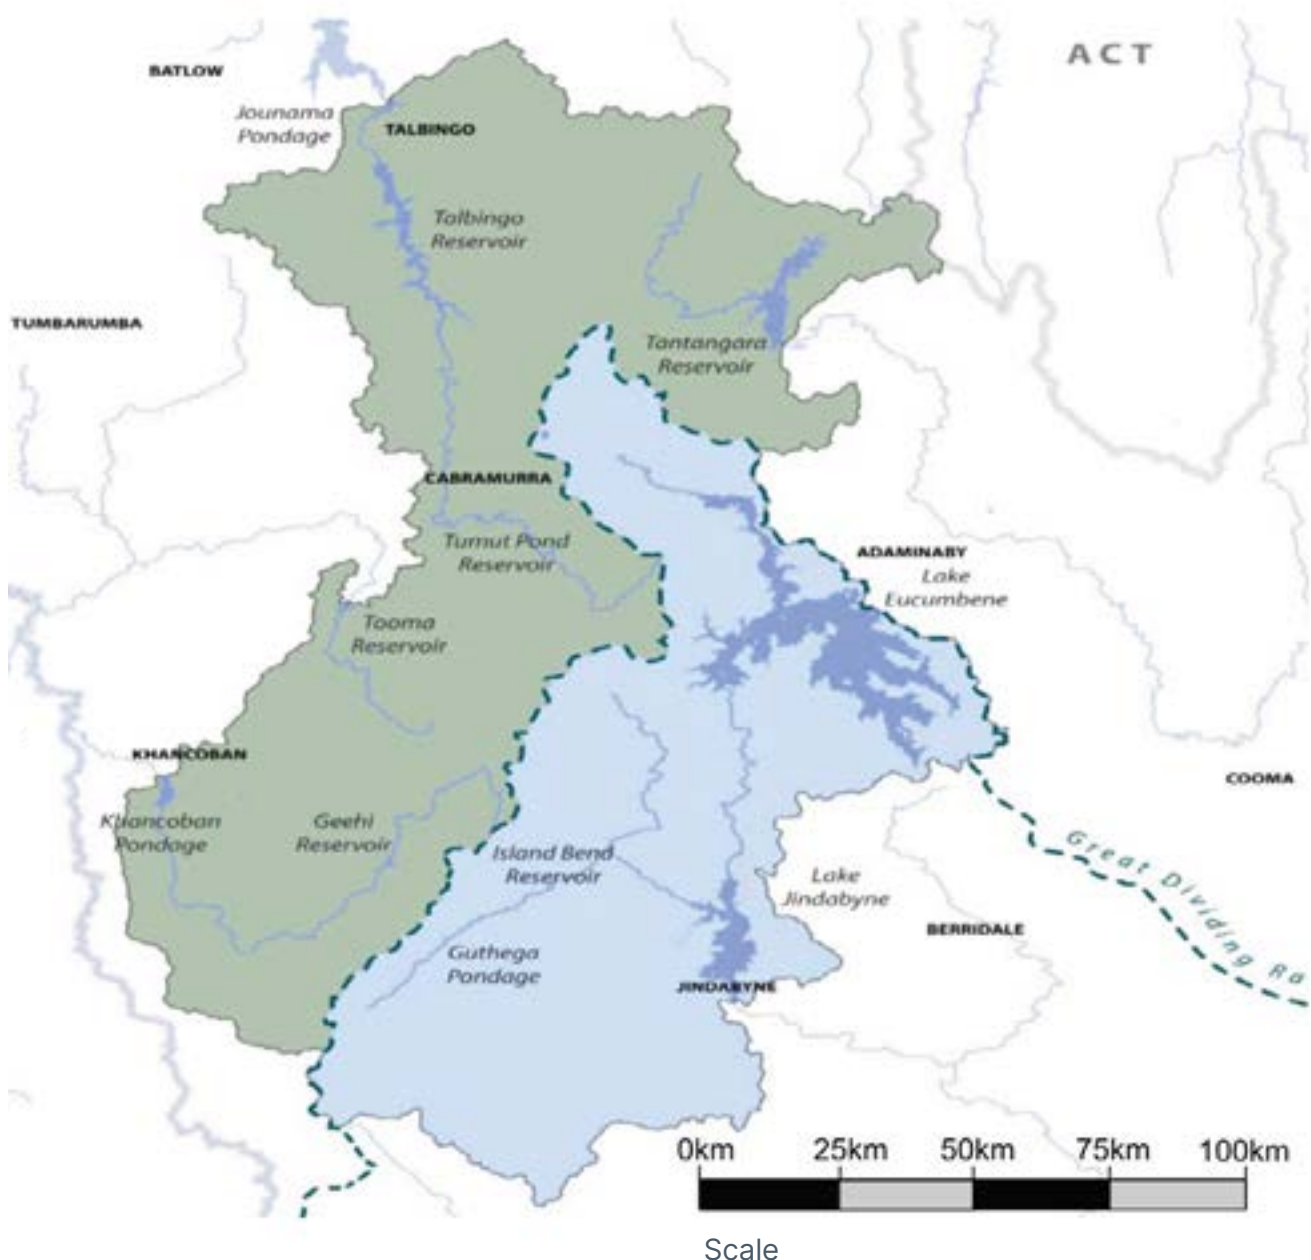 ACT
BATLOW
Jounama
Pondage
TALBINGO
Talbingo
Reservoir
TUMBARUMBA
Tantangara
Reservoir
CABRAMURRA
Tumut Pond
Reservoir
ADAMINABY
Lake
Eucumbene
Tooma
Reservoir
KHANCOBAN
COOMA
Khancoban
Pondage
Geehi
Reservoir
Island Bend
Reservoir
Lake
Jindabyne
Great Dividing Ra
BERRIDALE
Guthega
Pondage
JINDABYNE
0km 25km 50km 75km 100km
Scale